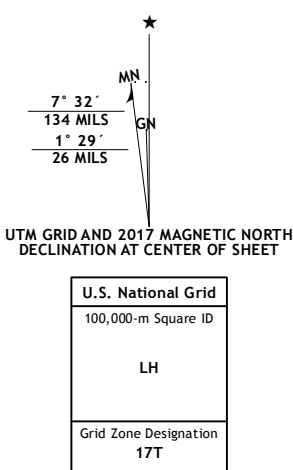 ★
MN
7° 32´
134 MILS
GN
1° 29´
26 MILS
UTM GRID AND 2017 MAGNETIC NORTH
DECLINATION AT CENTER OF SHEET
U.S. National Grid
100,000-m Square ID
LH
Grid Zone Designation
17T